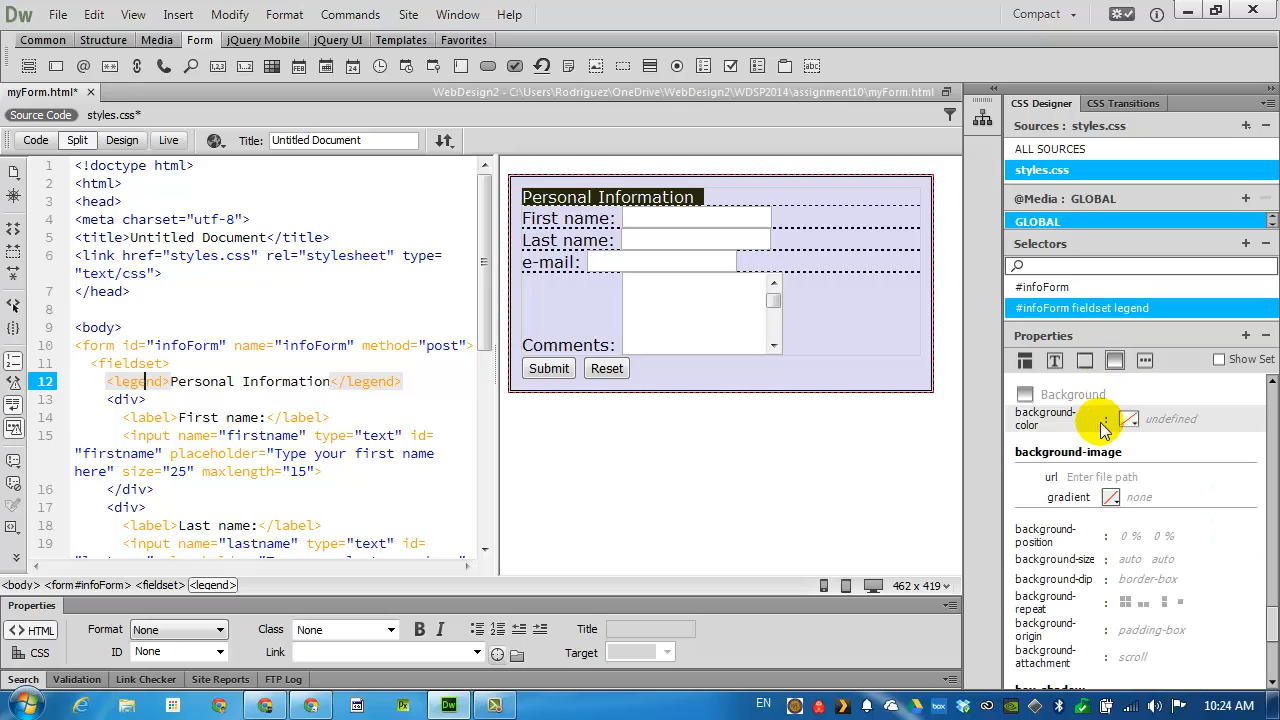 Dw File Edit View Insert Modify Format Commands Site Window Help Compact
Common Structure Media Form jQuery Mobile jQuery UI Templates Favorites
myForm.html* WebDesign2 - C:\Users\Rodriguez\OneDrive\WebDesign2\WDSP2014\assignment10\myForm.html
Source Code styles.css*
Code Split Design Live Title: Untitled Document
1 <!doctype html>
2 <html>
3 <head>
4 <meta charset="utf-8">
5 <title>Untitled Document</title>
6 <link href="styles.css" rel="stylesheet" type=
"text/css">
7 </head>
8
9 <body>
10 <form id="infoForm" name="infoForm" method="post">
11 <fieldset>
12 <legend>Personal Information</legend>
13 <div>
14 <label>First name:</label>
15 <input name="firstname" type="text" id=
"firstname" placeholder="Type your first name
here" size="25" maxlength="15">
16 </div>
17 <div>
18 <label>Last name:</label>
19 <input name="lastname" type="text" id=
Personal Information
First name:
Last name:
e-mail:
Comments:
Submit Reset
CSS Designer CSS Transitions
Sources : styles.css
ALL SOURCES
styles.css
@Media : GLOBAL
GLOBAL
Selectors
#infoForm
#infoForm fieldset legend
Properties
Show Set
Background
background-
color : undefined
background-image
url Enter file path
gradient none
background-
position : 0 % 0 %
background-size : auto auto
background-clip : border-box
background-
repeat :
background-
origin : padding-box
background-
attachment : scroll
box-shadow
<body> <form#infoForm> <fieldset> <legend> 462 x 419
Properties
<> HTML Format None Class None B I Title
CSS ID None Link Target
Search Validation Link Checker Site Reports FTP Log
EN 10:24 AM